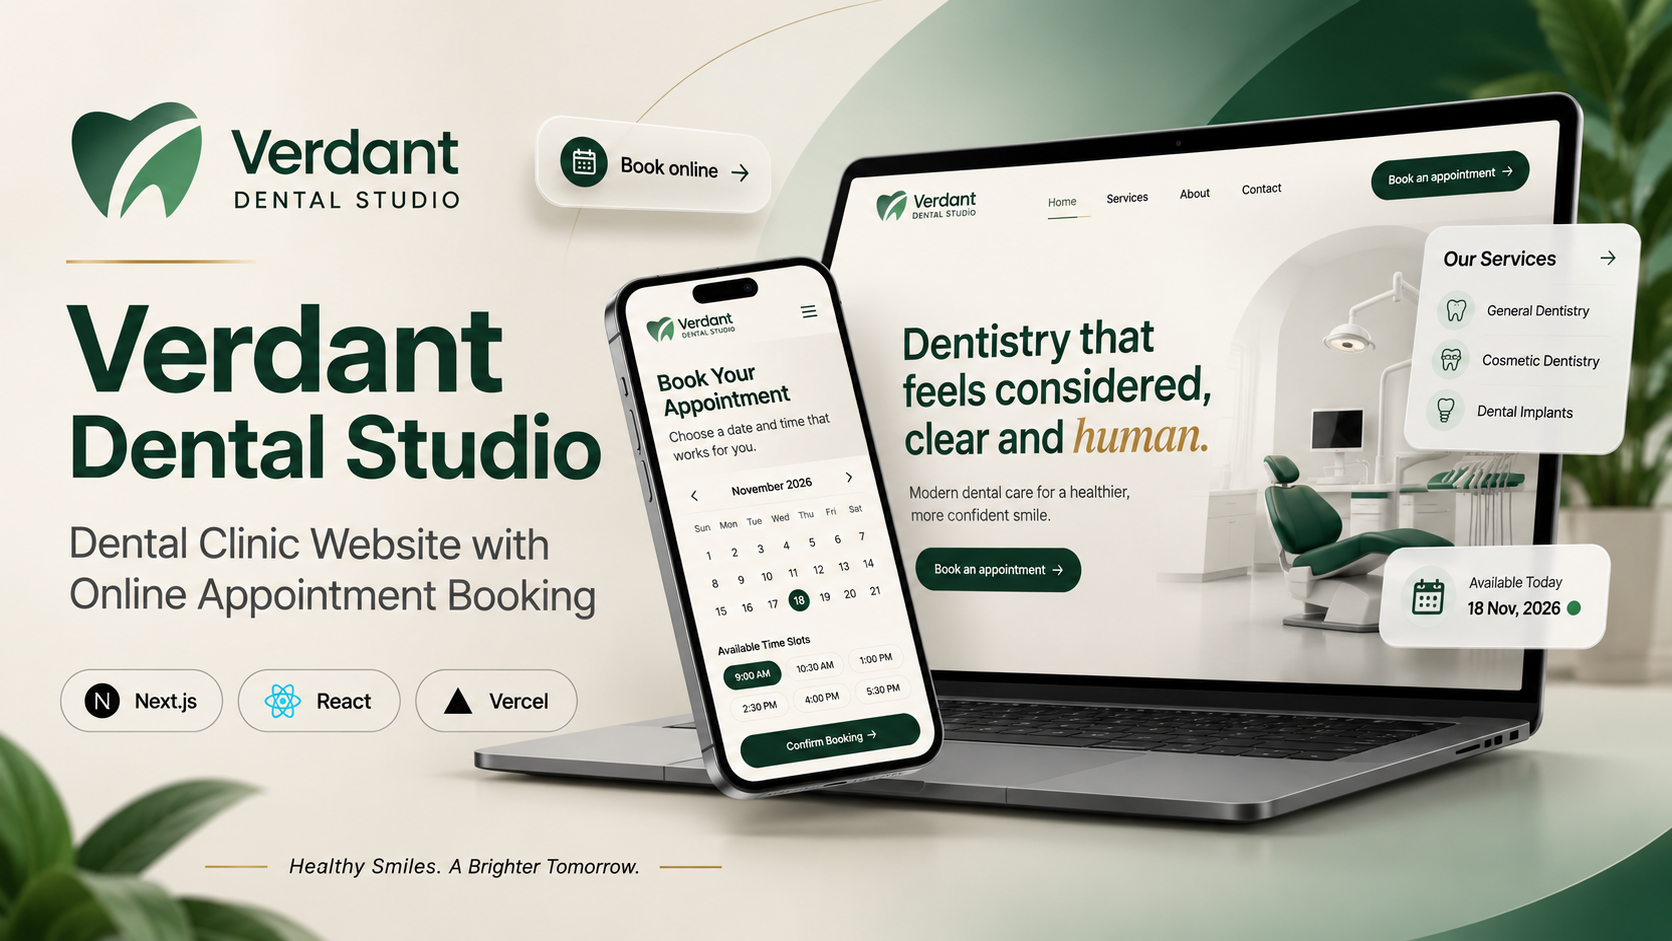 Verdant
DENTAL STUDIO
Verdant
Dental Studio
Dental Clinic Website with
Online Appointment Booking
N Next.js
React
Vercel
Healthy Smiles. A Brighter Tomorrow.
Book online →
Verdant
DENTAL STUDIO
Book Your
Appointment
Choose a date and time that
works for you.
November 2026
Sun Mon Tue Wed Thu Fri Sat
1 2 3 4 5 6 7
8 9 10 11 12 13 14
15 16 17 18 19 20 21
Available Time Slots
9:00 AM 10:30 AM 1:00 PM
2:30 PM 4:00 PM 5:30 PM
Confirm Booking →
Verdant
DENTAL STUDIO
Home Services About Contact
Book an appointment →
Dentistry that
feels considered,
clear and human.
Modern dental care for a healthier,
more confident smile.
Book an appointment →
Our Services →
General Dentistry
Cosmetic Dentistry
Dental Implants
Available Today
18 Nov, 2026